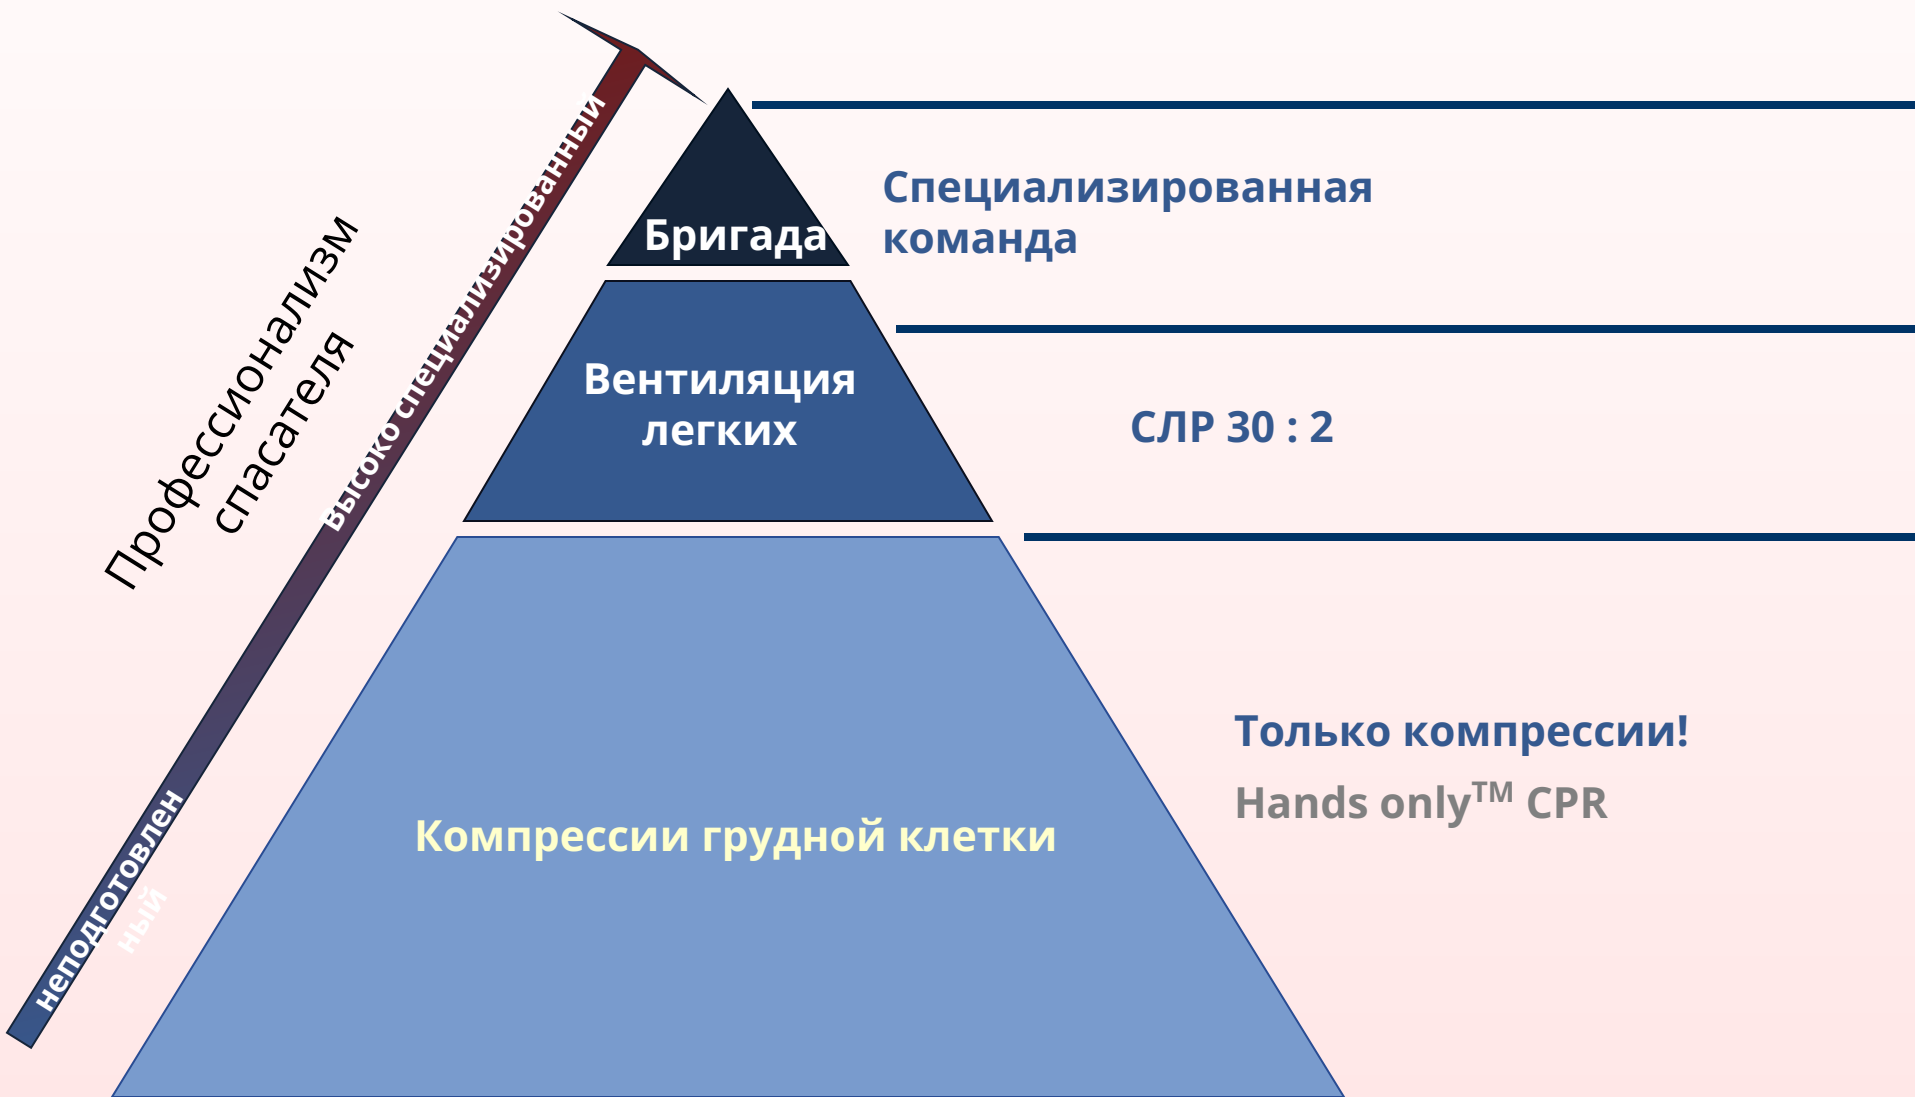 Профессионализм
спасателя
Высоко специализированный
неподготовлен
ный
Бригада
Специализированная
команда
Вентиляция
легких
СЛР 30 : 2
Компрессии грудной клетки
Только компрессии!
Hands only™ CPR